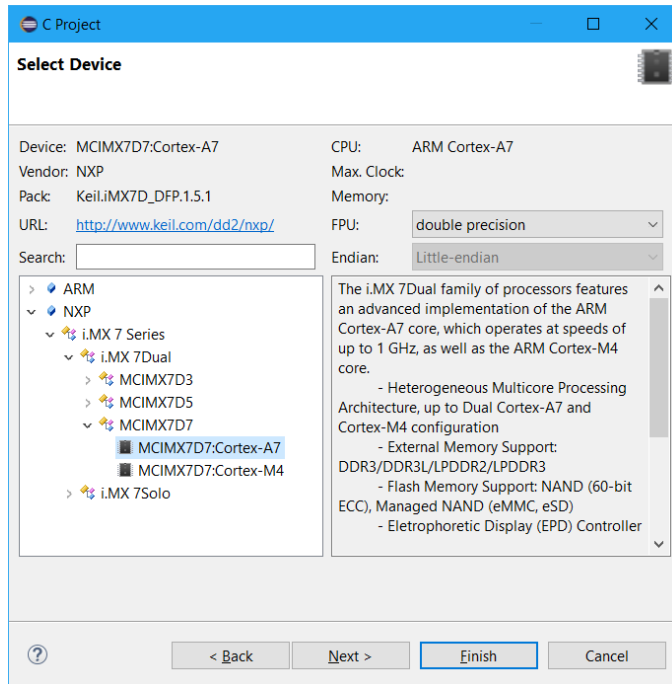 C Project
Select Device
Device: MCIMX7D7:Cortex-A7
CPU: ARM Cortex-A7
Vendor: NXP
Max. Clock:
Pack: Keil.iMX7D_DFP.1.5.1
Memory:
URL: http://www.keil.com/dd2/nxp/
FPU: double precision
Search:
Endian: Little-endian
ARM
NXP
i.MX 7 Series
i.MX 7Dual
MCIMX7D3
MCIMX7D5
MCIMX7D7
MCIMX7D7:Cortex-A7
MCIMX7D7:Cortex-M4
i.MX 7Solo
The i.MX 7Dual family of processors features
an advanced implementation of the ARM
Cortex-A7 core, which operates at speeds of
up to 1 GHz, as well as the ARM Cortex-M4
core.
- Heterogeneous Multicore Processing
Architecture, up to Dual Cortex-A7 and
Cortex-M4 configuration
- External Memory Support:
DDR3/DDR3L/LPDDR2/LPDDR3
- Flash Memory Support: NAND (60-bit
ECC), Managed NAND (eMMC, eSD)
- Eletrophoretic Display (EPD) Controller
?
< Back
Next >
Finish
Cancel